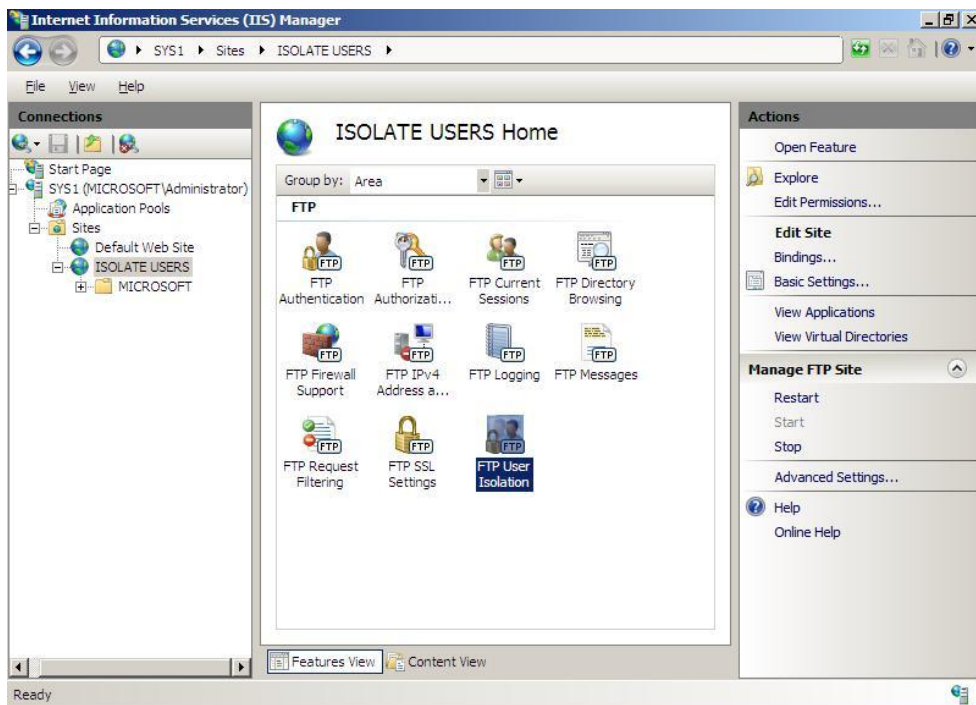 Internet Information Services (IIS) Manager
SYS1 Sites ISOLATE USERS
File View Help
Connections
Start Page
SYS1 (MICROSOFT\Administrator)
Application Pools
Sites
Default Web Site
ISOLATE USERS
MICROSOFT
ISOLATE USERS Home
Group by: Area
FTP
FTP
FTP
FTP
FTP
FTP Authentication
FTP Authorizati...
FTP Current Sessions
FTP Directory Browsing
FTP
FTP
FTP
FTP
FTP Firewall Support
FTP IPv4 Address a...
FTP Logging
FTP Messages
FTP
FTP
FTP
FTP Request Filtering
FTP SSL Settings
FTP User Isolation
Features View
Content View
Actions
Open Feature
Explore
Edit Permissions...
Edit Site
Bindings...
Basic Settings...
View Applications
View Virtual Directories
Manage FTP Site
Restart
Start
Stop
Advanced Settings...
Help
Online Help
Ready